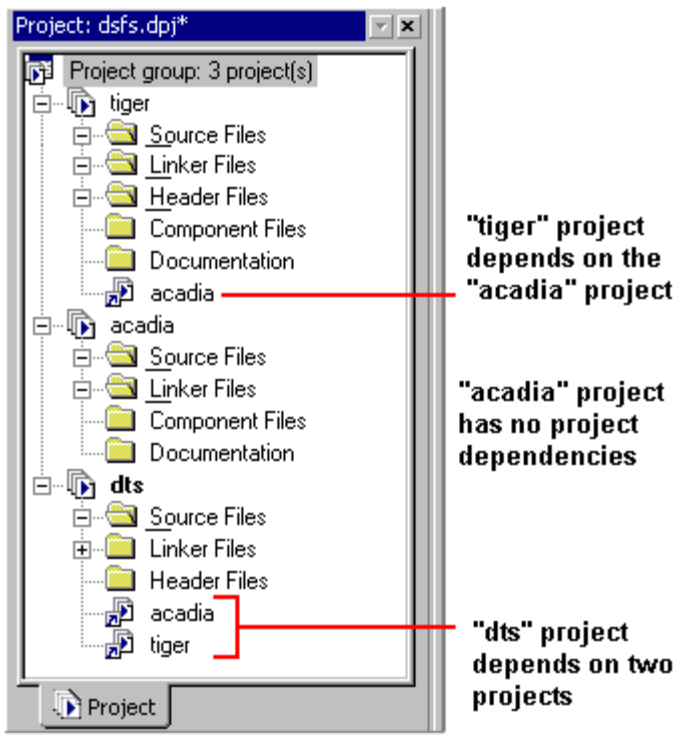 Project: dsfs.dpj*
Project group: 3 project(s)
tiger
Source Files
Linker Files
Header Files
Component Files
Documentation
acadia
"tiger" project
depends on the
"acadia" project
acadia
Source Files
Linker Files
Component Files
Documentation
"acadia" project
has no project
dependencies
dts
Source Files
Linker Files
Header Files
acadia
tiger
"dts" project
depends on two
projects
Project